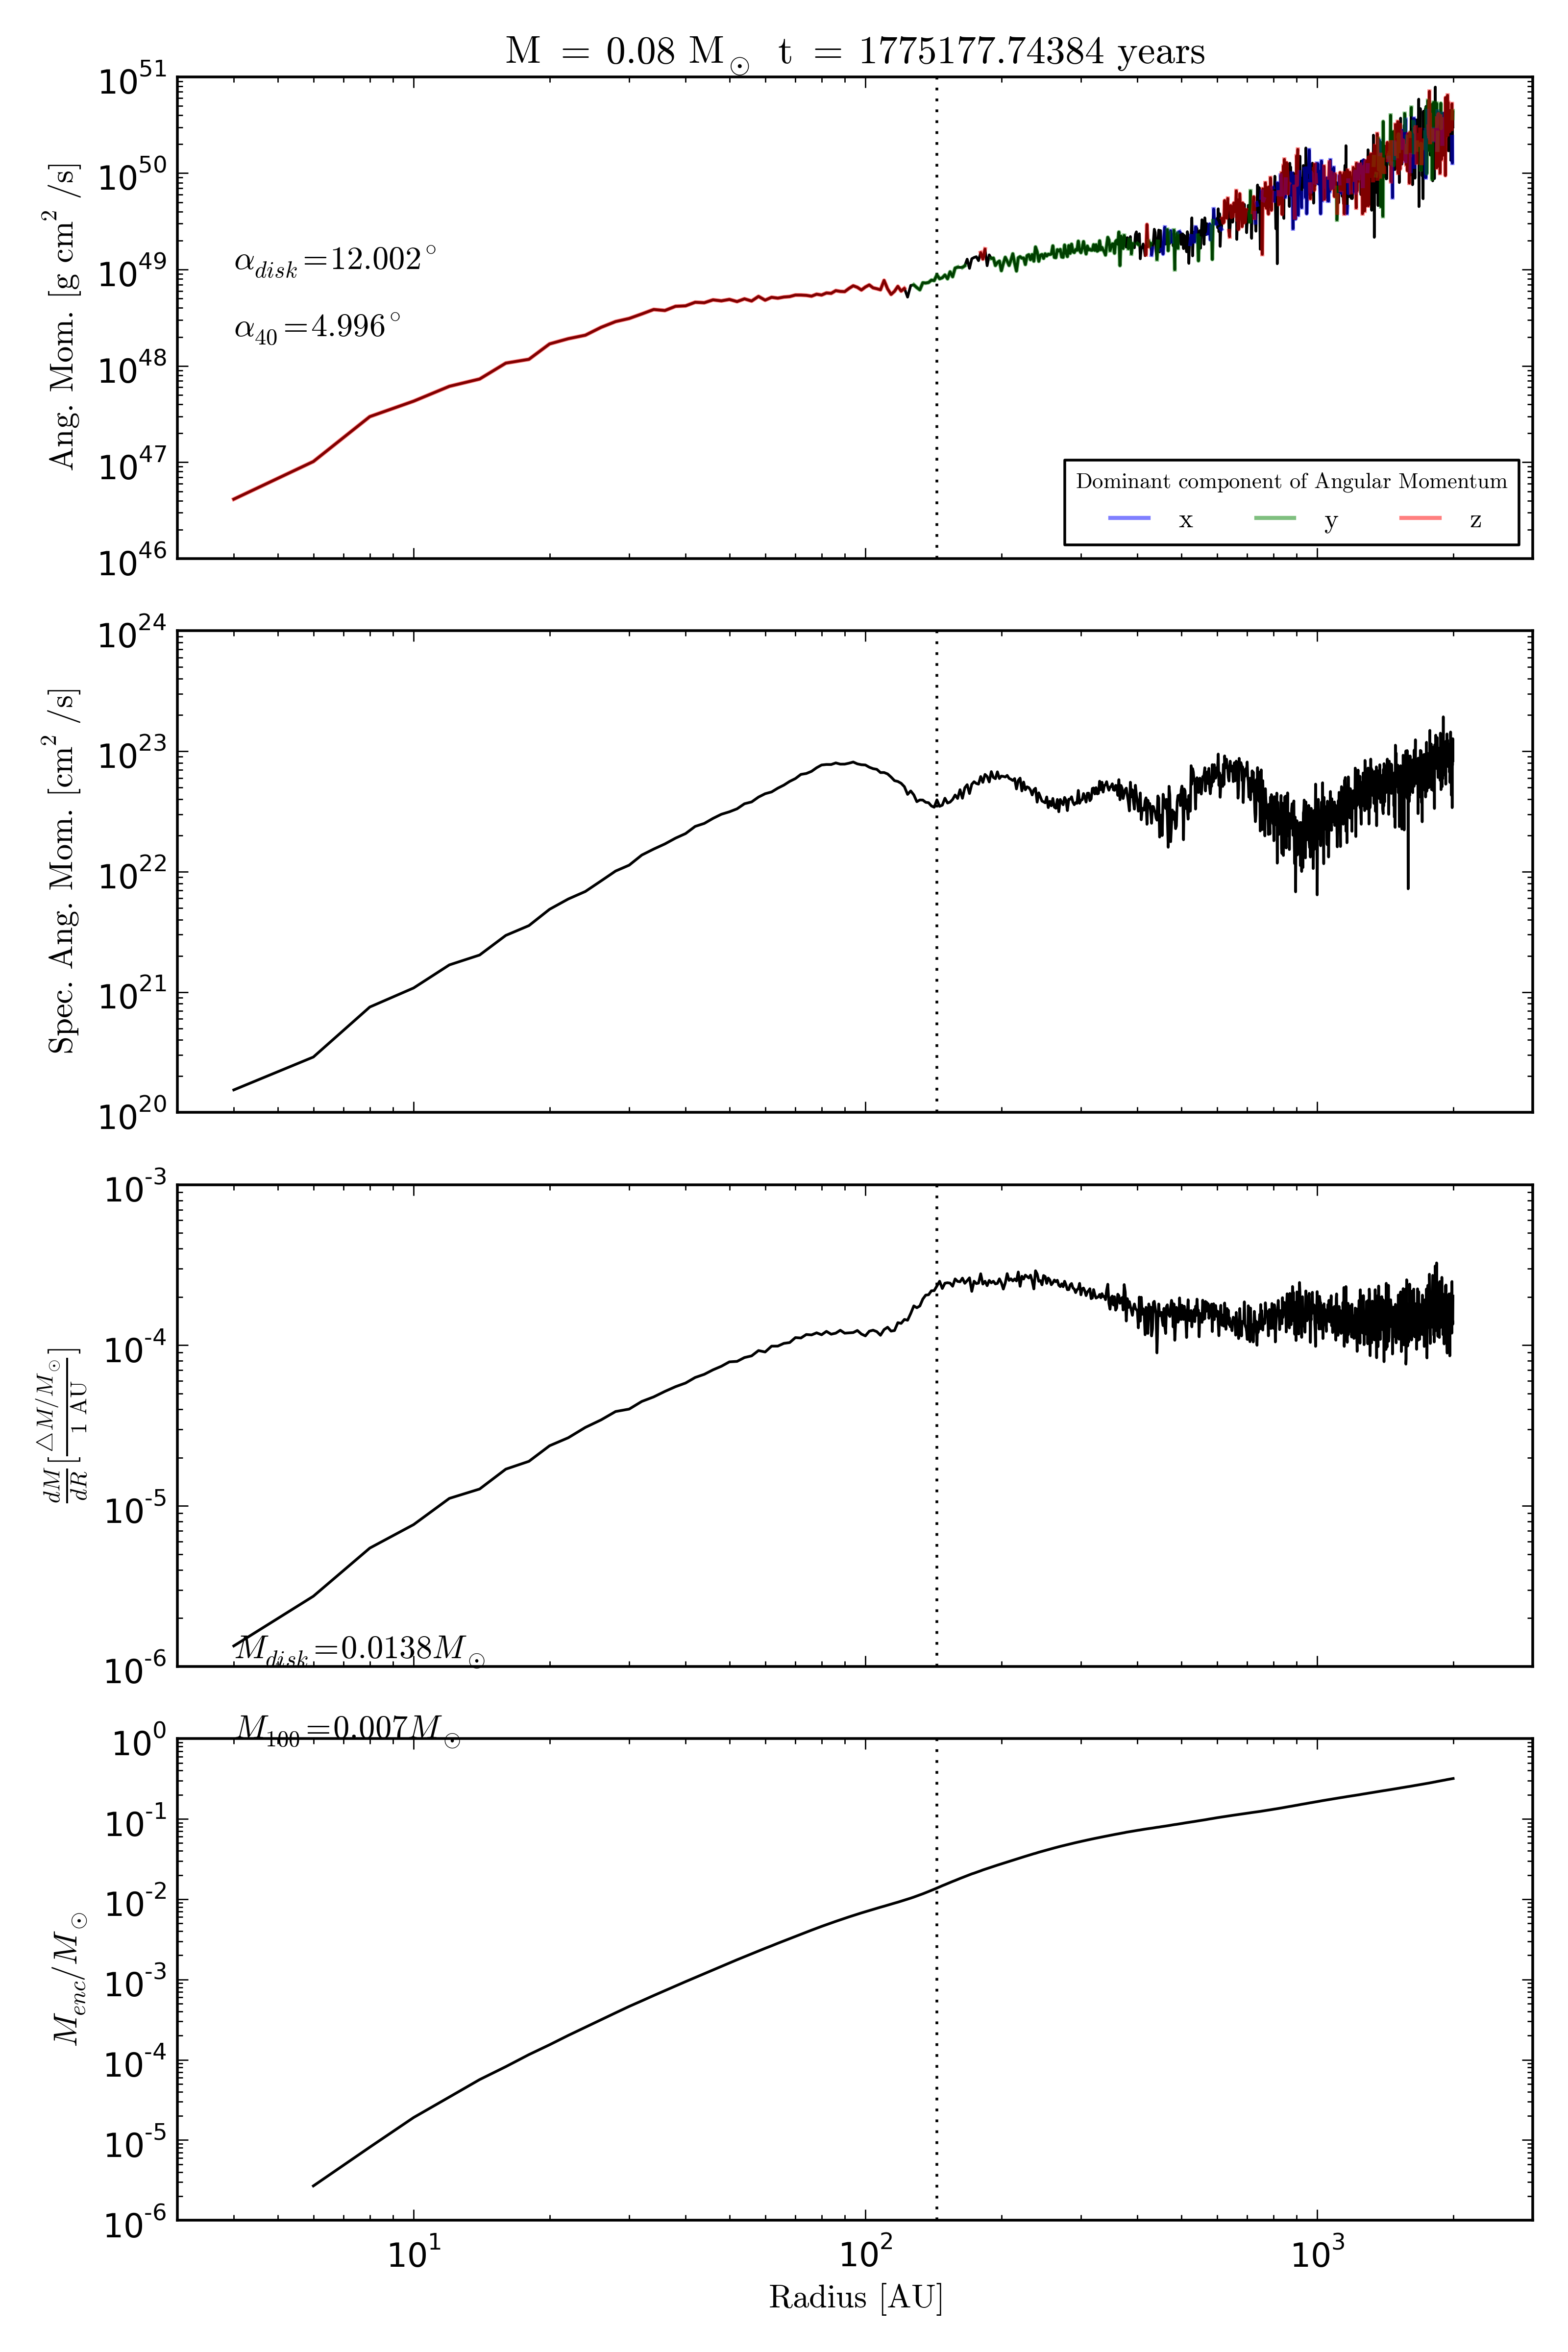 M = 0.08 M⊙ t = 1775177.74384 years
10^51
10^50
10^49
10^48
10^47
10^46
Ang. Mom. [g cm^2 /s]
α_disk=12.002°
α_40=4.996°
Dominant component of Angular Momentum
x y z
10^24
10^23
10^22
10^21
10^20
Spec. Ang. Mom. [cm^2 /s]
10^-3
10^-4
10^-5
10^-6
dM/dR [△M/M⊙ / 1 AU]
M_disk=0.0138M⊙
M_100=0.007M⊙
10^0
10^-1
10^-2
10^-3
10^-4
10^-5
10^-6
M_enc/M⊙
10^1 10^2 10^3
Radius [AU]